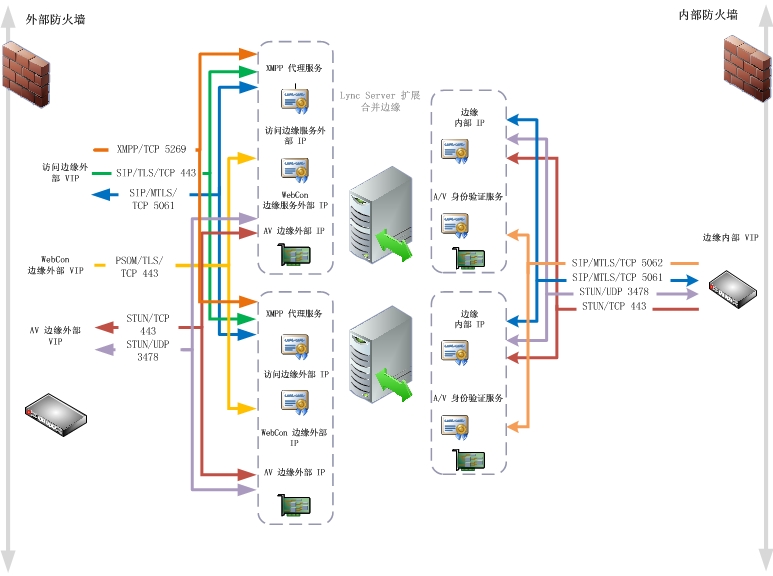 外部防火墙
内部防火墙
XMPP 代理服务
Lync Server 扩展
合并边缘
访问边缘服务外
部 IP
WebCon
边缘服务外部 IP
AV 边缘外部 IP
边缘
内部 IP
A/V 身份验证服务
XMPP/TCP 5269
访问边缘外
部 VIP
SIP/TLS/TCP 443
SIP/MTLS/
TCP 5061
WebCon
边缘外部 VIP
PSOM/TLS/
TCP 443
AV 边缘外部
VIP
STUN/TCP
443
STUN/UDP
3478
边缘内部 VIP
SIP/MTLS/TCP 5062
SIP/MTLS/TCP 5061
STUN/UDP 3478
STUN/TCP 443
XMPP 代理服务
访问边缘外部 IP
WebCon 边缘外部
IP
AV 边缘外部 IP
边缘
内部 IP
A/V 身份验证服务